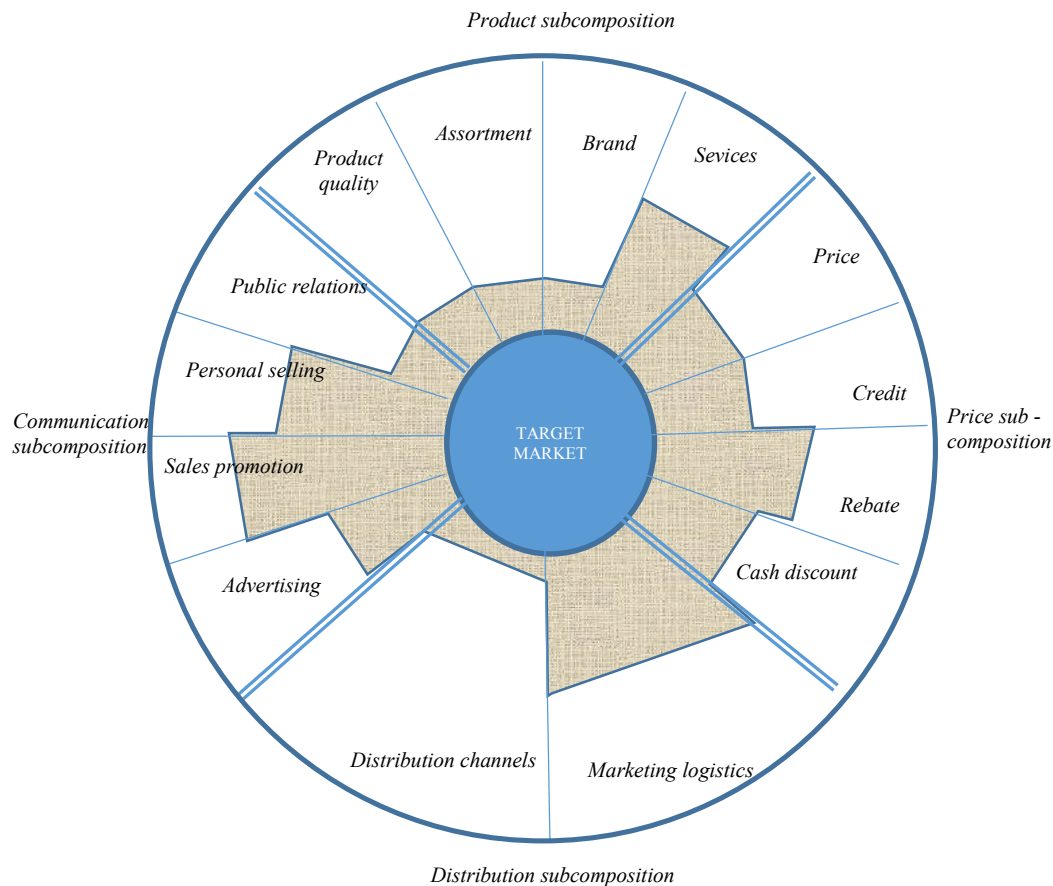 Product subcomposition
Assortment
Brand
Sevices
Product
quality
Price
Public relations
Personal selling
Credit
Communication
subcomposition
Price sub -
composition
TARGET
MARKET
Sales promotion
Rebate
Cash discount
Advertising
Distribution channels
Marketing logistics
Distribution subcomposition